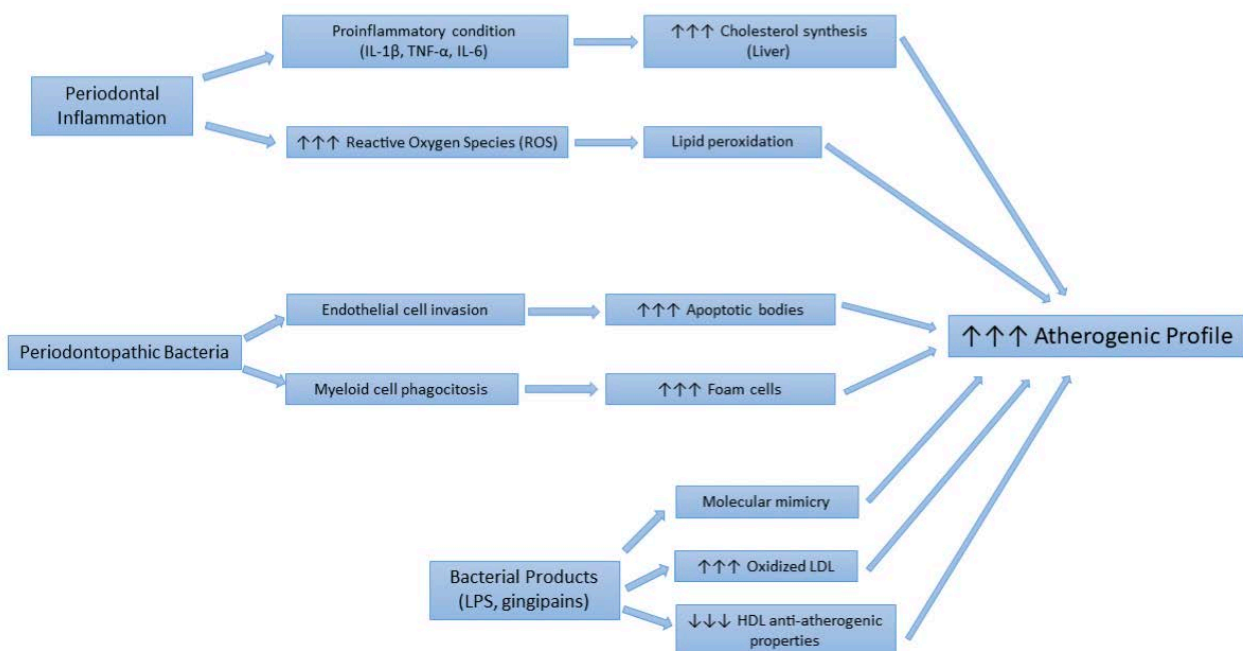 Periodontal
Inflammation
Proinflammatory condition
(IL-1β, TNF-α, IL-6)
↑↑↑ Cholesterol synthesis
(Liver)
↑↑↑ Reactive Oxygen Species (ROS)
Lipid peroxidation
Periodontopathic Bacteria
Endothelial cell invasion
↑↑↑ Apoptotic bodies
Myeloid cell phagocitosis
↑↑↑ Foam cells
↑↑↑ Atherogenic Profile
Bacterial Products
(LPS, gingipains)
Molecular mimicry
↑↑↑ Oxidized LDL
↓↓↓ HDL anti-atherogenic
properties